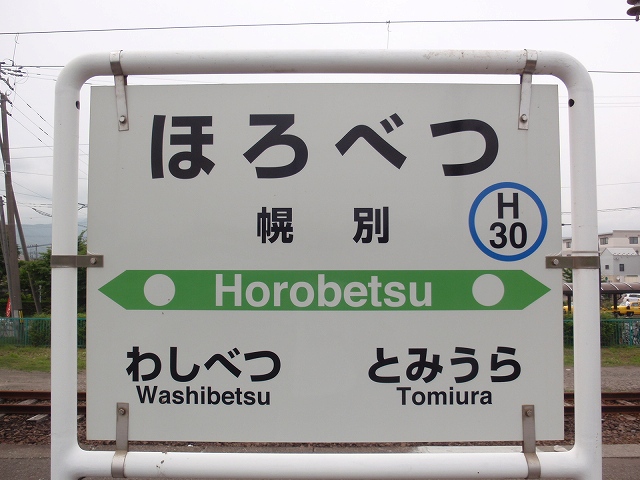 ほろべつ
幌別
H
30
Horobetsu
わしべつ
Washibetsu
とみうら
Tomiura